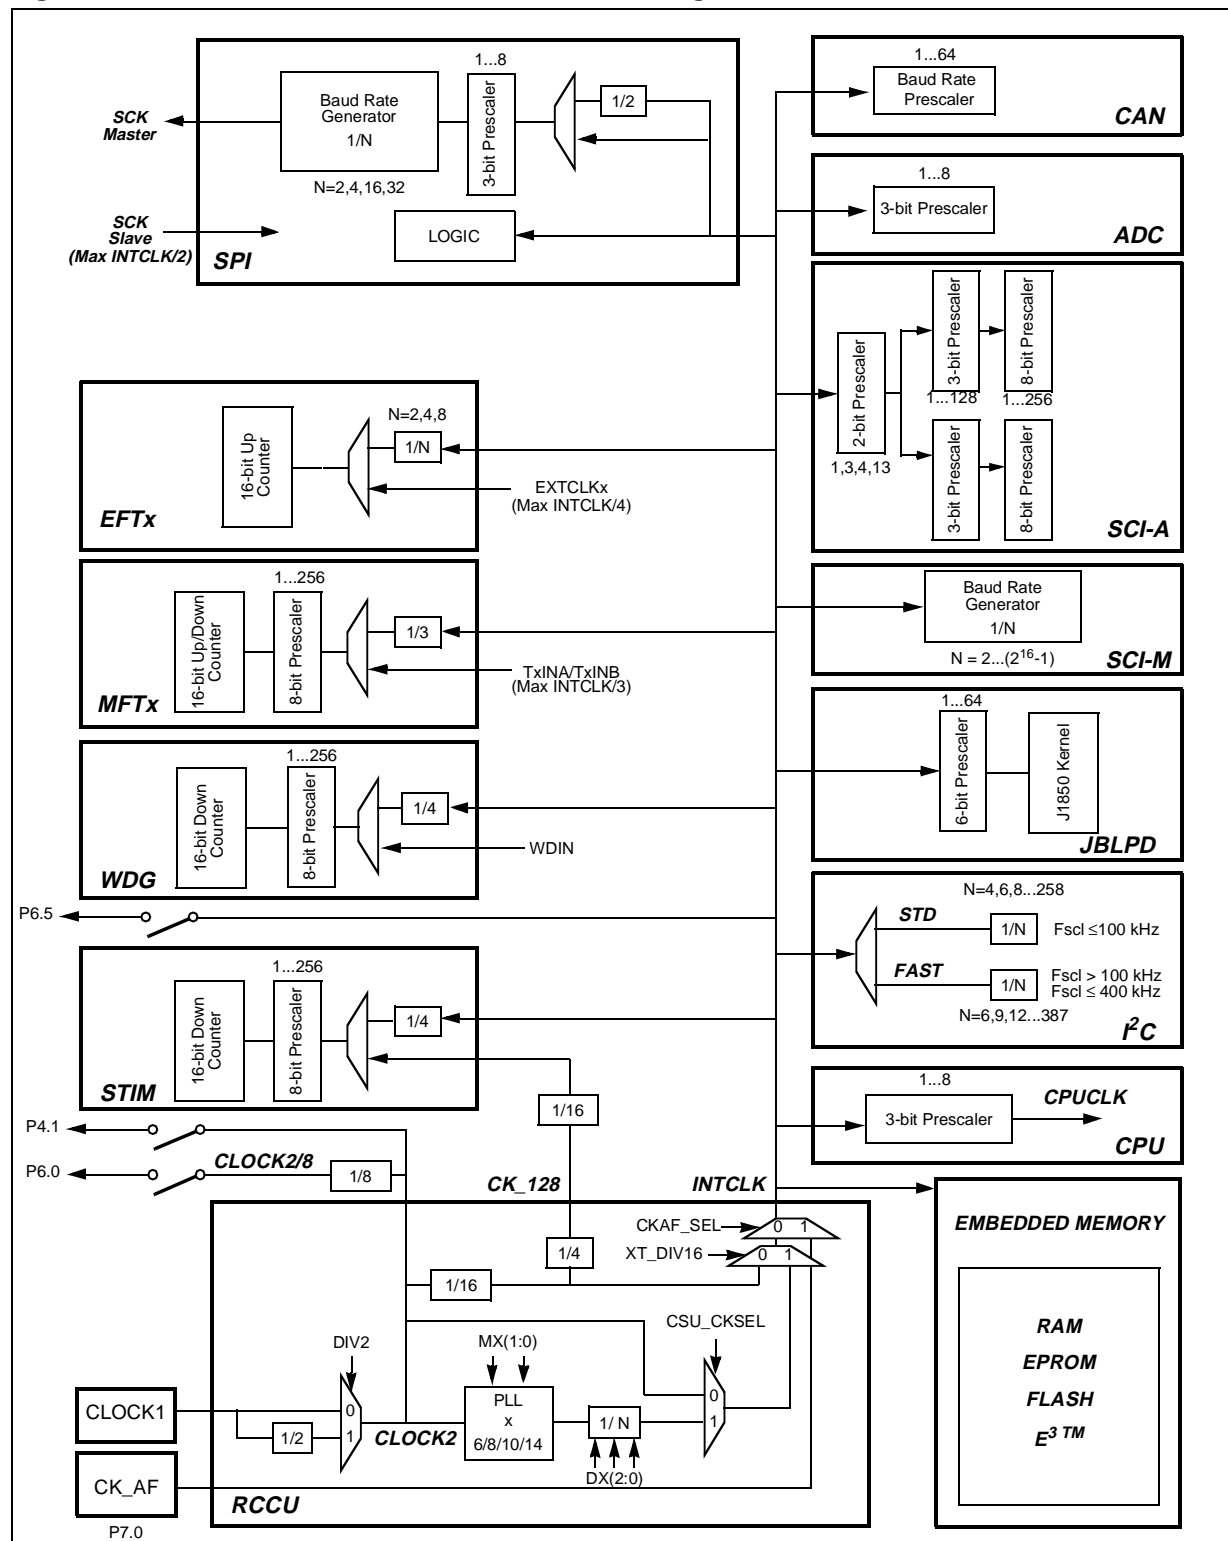 1...8
Baud Rate
Generator
1/N
3-bit Prescaler
1/2
SCK
Master
N=2,4,16,32
SCK
Slave
(Max INTCLK/2)
LOGIC
SPI
1...64
Baud Rate
Prescaler
CAN
1...8
3-bit Prescaler
ADC
2-bit Prescaler
1,3,4,13
3-bit Prescaler
8-bit Prescaler
1...128
1...256
3-bit Prescaler
8-bit Prescaler
SCI-A
16-bit Up
Counter
N=2,4,8
1/N
EXTCLKx
(Max INTCLK/4)
EFTx
Baud Rate
Generator
1/N
N = 2...(2^16-1)
SCI-M
1...256
16-bit Up/Down
Counter
8-bit Prescaler
1/3
TxINA/TxINB
(Max INTCLK/3)
MFTx
1...64
6-bit Prescaler
J1850 Kernel
JBLPD
1...256
16-bit Down
Counter
8-bit Prescaler
1/4
WDIN
WDG
P6.5
N=4,6,8...258
STD
1/N
Fscl ≤100 kHz
FAST
1/N
Fscl > 100 kHz
Fscl ≤ 400 kHz
N=6,9,12...387
I²C
1...256
16-bit Down
Counter
8-bit Prescaler
1/4
STIM
1/16
1...8
3-bit Prescaler
CPUCLK
CPU
P4.1
P6.0
CLOCK2/8
1/8
CK_128
INTCLK
CKAF_SEL
0 1
XT_DIV16
0 1
1/4
1/16
EMBEDDED MEMORY
RAM
EPROM
FLASH
E³ ™
CSU_CKSEL
DIV2
MX(1:0)
CLOCK1
0
1
1/2
CLOCK2
PLL
x
6/8/10/14
1/ N
0
1
DX(2:0)
CK_AF
RCCU
P7.0